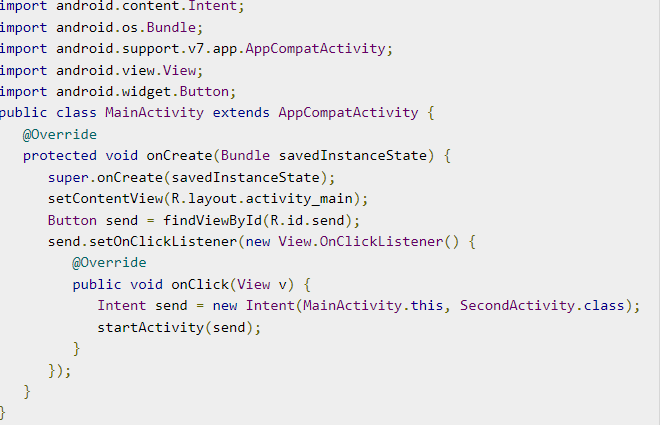 import android.content.Intent;
import android.os.Bundle;
import android.support.v7.app.AppCompatActivity;
import android.view.View;
import android.widget.Button;
public class MainActivity extends AppCompatActivity {
   @Override
   protected void onCreate(Bundle savedInstanceState) {
      super.onCreate(savedInstanceState);
      setContentView(R.layout.activity_main);
      Button send = findViewById(R.id.send);
      send.setOnClickListener(new View.OnClickListener() {
         @Override
         public void onClick(View v) {
            Intent send = new Intent(MainActivity.this, SecondActivity.class);
            startActivity(send);
         }
      });
   }
}